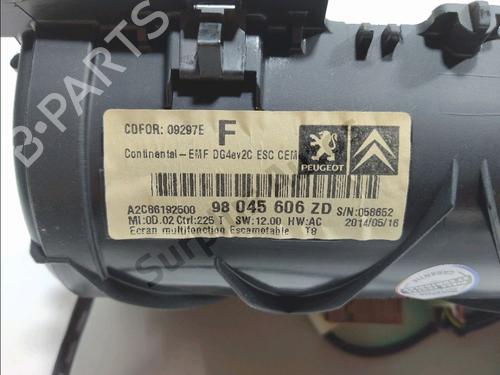 CDFOR: 09297E F
Continental-EMF DG4ev2C ESC CEM
PEUGEOT
A2C86192500 98 045 606 ZD S/N:058652
MI:0D.02 Ctrl:225 T SW:12.00 HW:AC 2014/05/16
Ecran multifonction Escamotable T8
B-PARTS